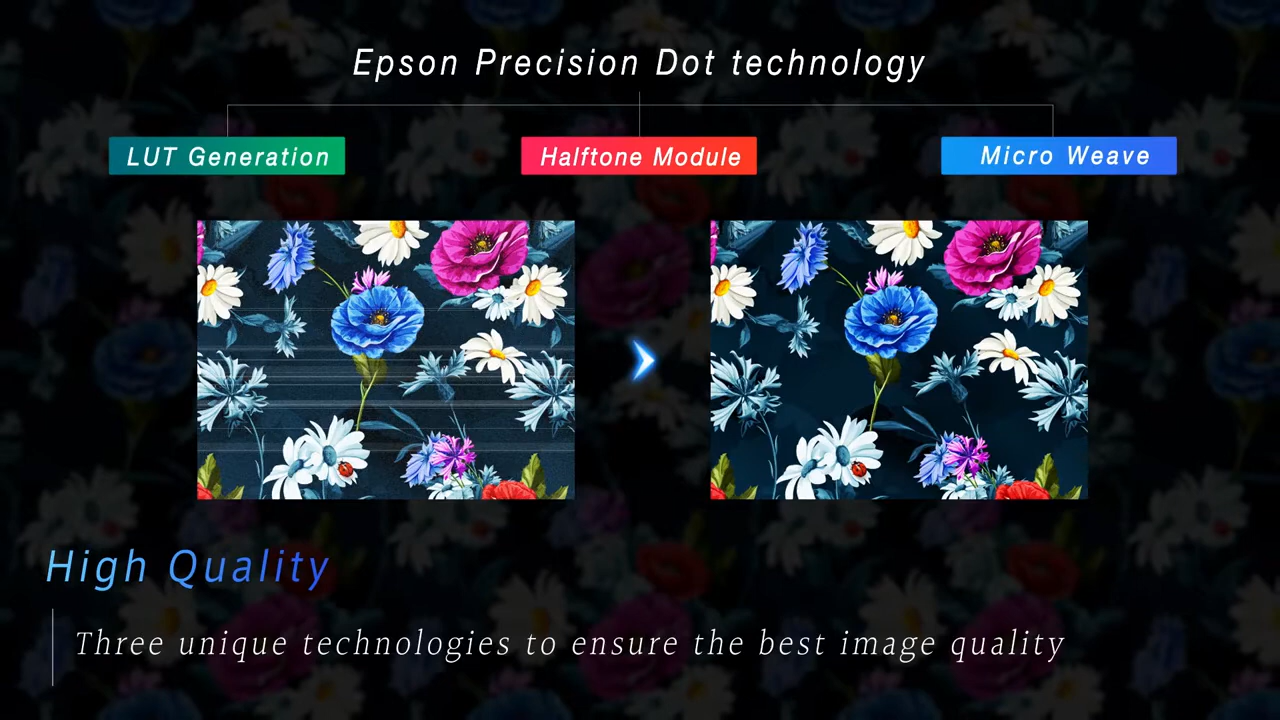 Epson Precision Dot technology
LUT Generation
Halftone Module
Micro Weave
High Quality
Three unique technologies to ensure the best image quality